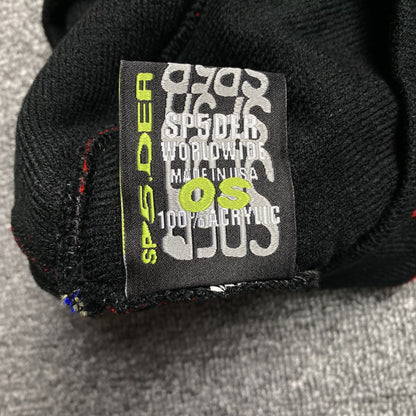 SP5DER
SP5DER
WORLDWIDE
MADE IN USA
OS
100% ACRYLIC